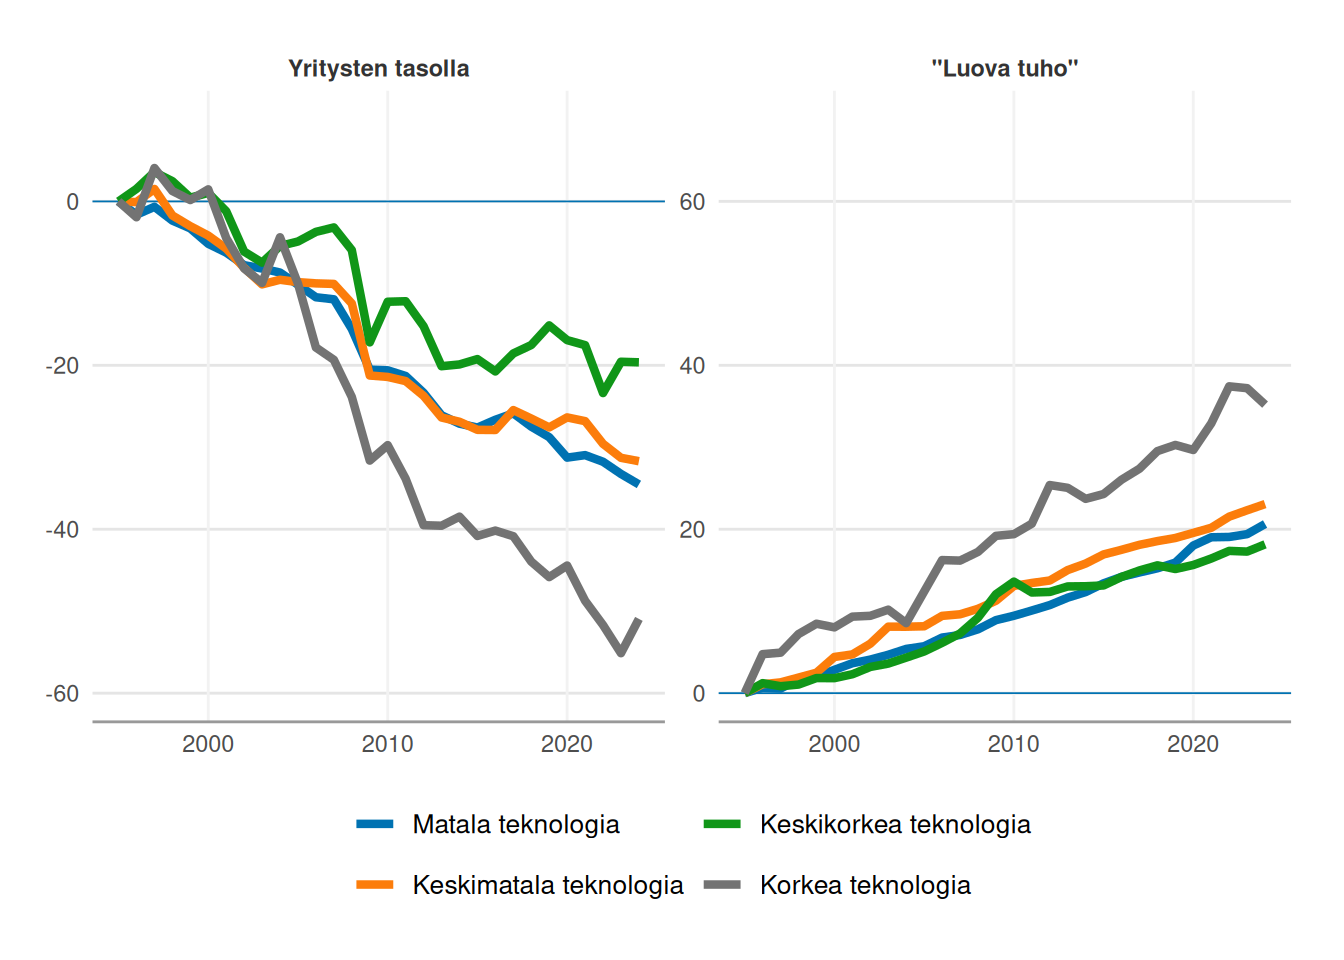 Yritysten tasolla
"Luova tuho"
0
-20
-40
-60
60
40
20
0
2000 2010 2020
2000 2010 2020
Matala teknologia
Keskikorkea teknologia
Keskimatala teknologia
Korkea teknologia